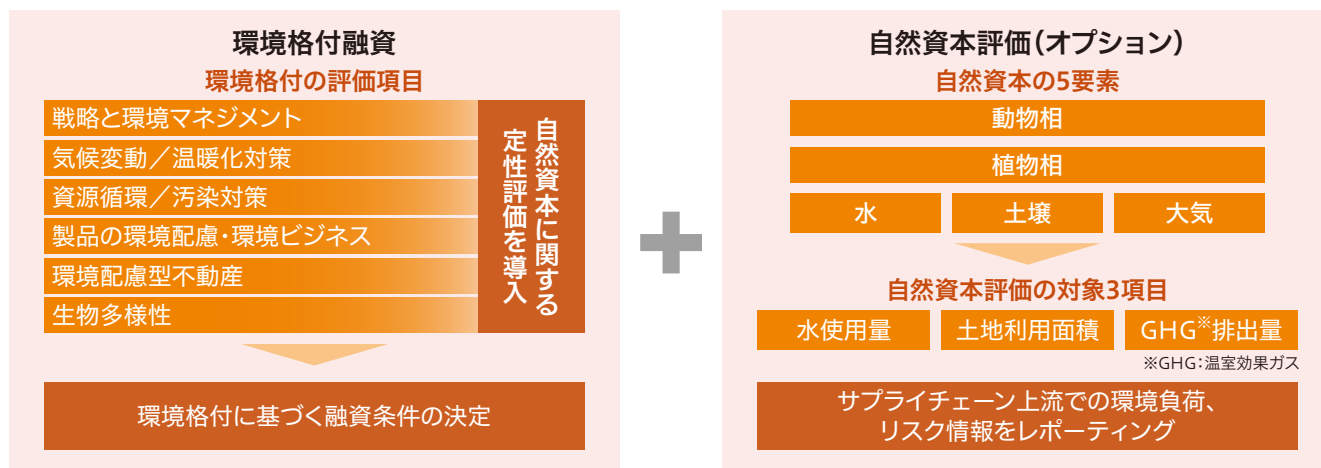 環境格付融資
環境格付の評価項目
戦略と環境マネジメント
気候変動／温暖化対策
資源循環／汚染対策
製品の環境配慮・環境ビジネス
環境配慮型不動産
生物多様性
自然資本に関する
定性評価を導入
環境格付に基づく融資条件の決定
+
自然資本評価（オプション）
自然資本の5要素
動物相
植物相
水
土壌
大気
自然資本評価の対象3項目
水使用量
土地利用面積
GHG※排出量
※GHG：温室効果ガス
サプライチェーン上流での環境負荷、
リスク情報をレポーティング